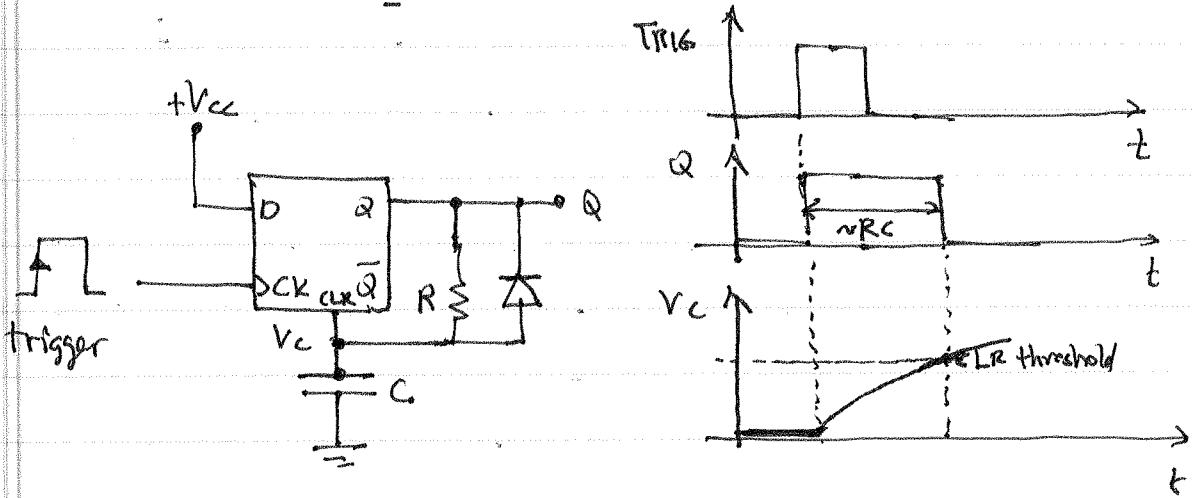 +Vcc
D
Q
Q
CK
CLR
Q̅
R
Vc
C
trigger
TRIG
t
Q
~RC
t
Vc
CLR threshold
t